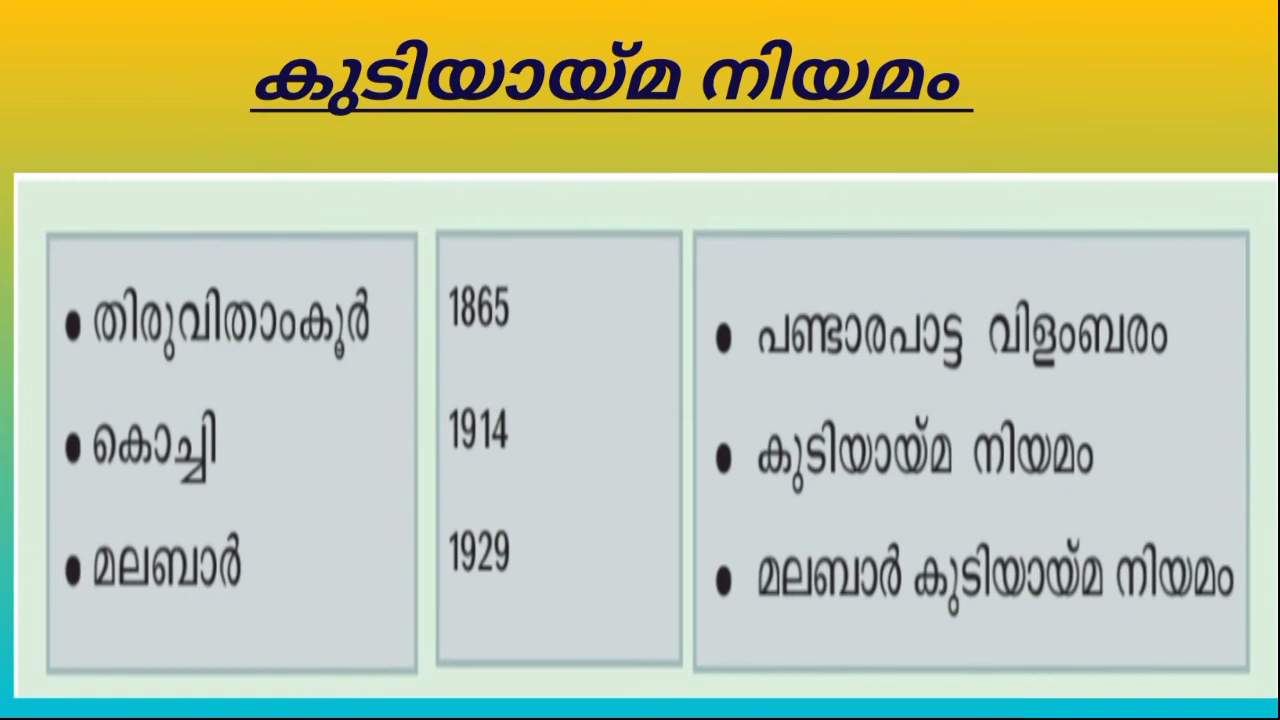 കുടിയായ്മ നിയമം
• തിരുവിതാംകൂർ 1865 • പണ്ടാരപാട്ട വിളംബരം
• കൊച്ചി 1914 • കുടിയായ്മ നിയമം
• മലബാർ 1929 • മലബാർ കുടിയായ്മ നിയമം